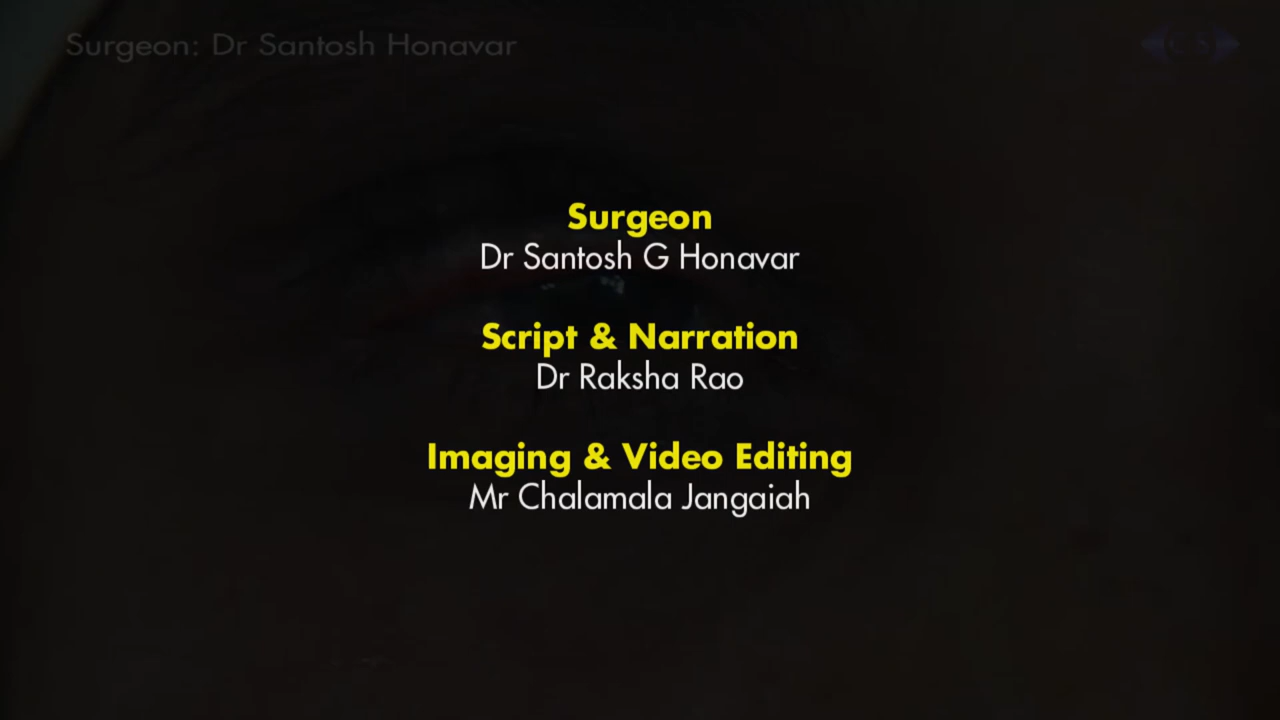 Surgeon: Dr Santosh Honavar
Surgeon
Dr Santosh G Honavar
Script & Narration
Dr Raksha Rao
Imaging & Video Editing
Mr Chalamala Jangaiah